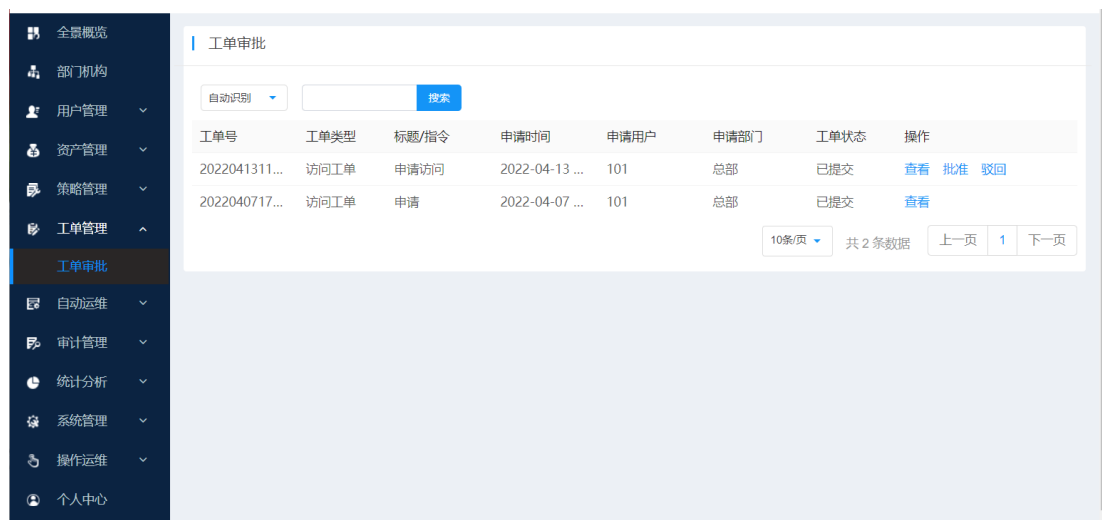 全景概览
部门机构
用户管理
资产管理
策略管理
工单管理
工单审批
自动运维
审计管理
统计分析
系统管理
操作运维
个人中心
工单审批
自动识别 搜索
工单号 工单类型 标题/指令 申请时间 申请用户 申请部门 工单状态 操作
2022041311... 访问工单 申请访问 2022-04-13 ... 101 总部 已提交 查看 批准 驳回
2022040717... 访问工单 申请 2022-04-07 ... 101 总部 已提交 查看
10条/页 共 2 条数据 上一页 1 下一页